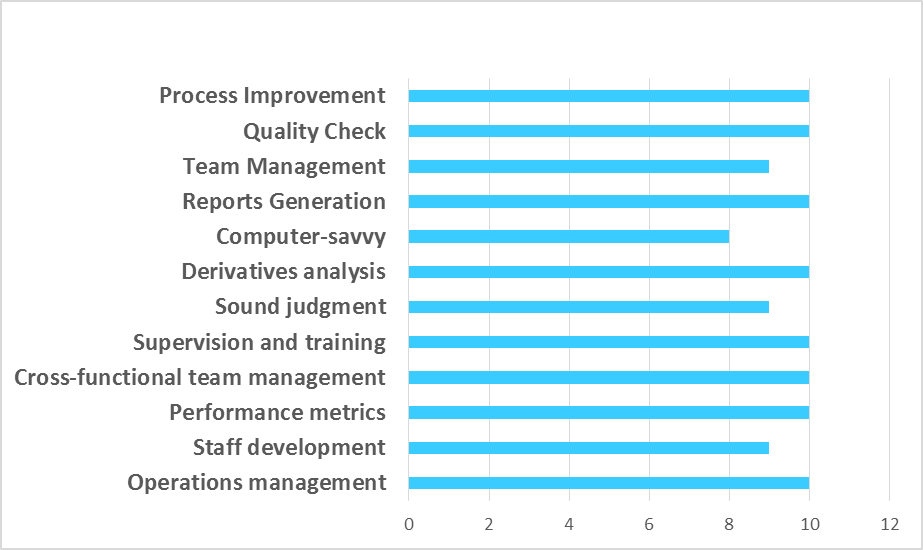 Process Improvement
Quality Check
Team Management
Reports Generation
Computer-savvy
Derivatives analysis
Sound judgment
Supervision and training
Cross-functional team management
Performance metrics
Staff development
Operations management
0 2 4 6 8 10 12